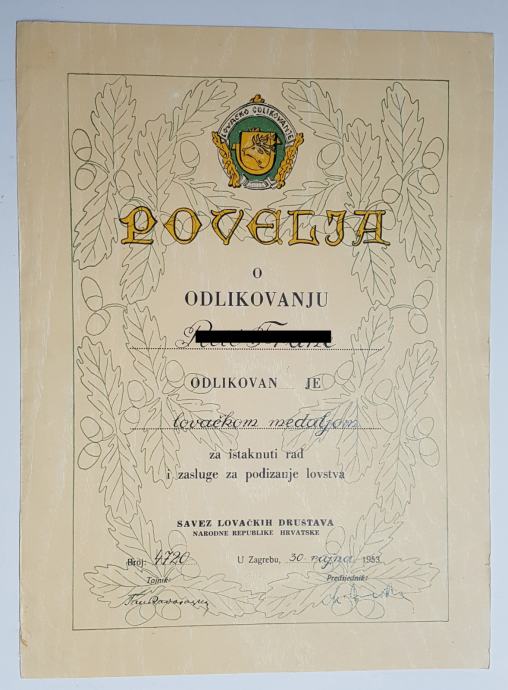 LOVAČKO ODLIKOVANJE
POVELJA
O
ODLIKOVANJU
ODLIKOVAN JE
lovačkom medaljom
za istaknuti rad
i zasluge za podizanje lovstva
SAVEZ LOVAČKIH DRUŠTAVA
NARODNE REPUBLIKE HRVATSKE
Broj: 4720 U Zagrebu, 30 rujna 1953
Tajnik: Predsjednik: